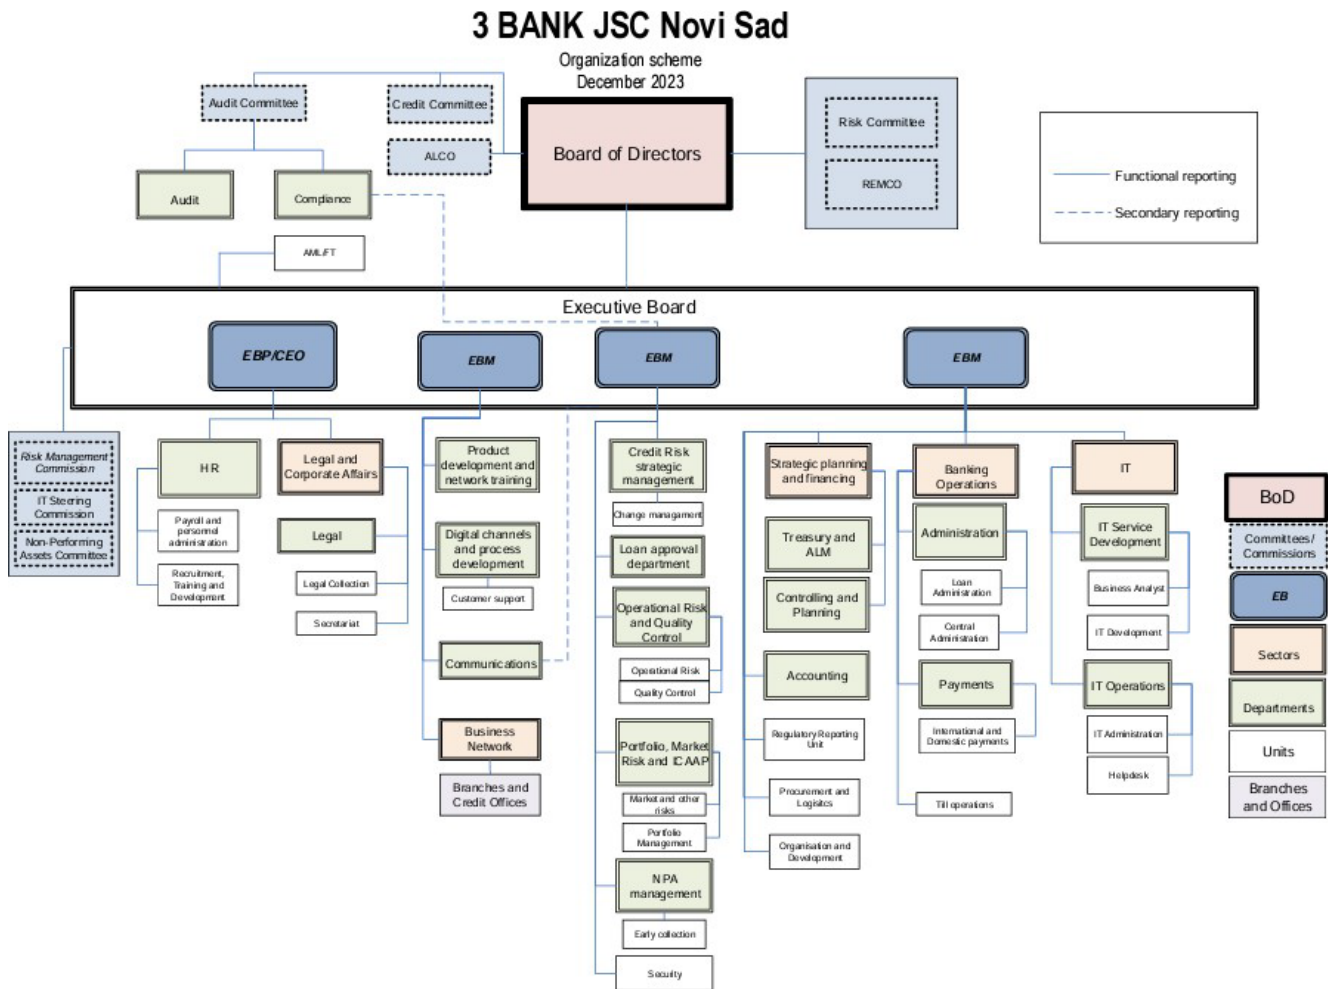 3 BANK JSC Novi Sad
Organization scheme
December 2023
Audit Committee
Credit Committee
ALCO
Board of Directors
Risk Committee
REMCO
Functional reporting
Secondary reporting
Audit
Compliance
AML/FT
Executive Board
EBP/CEO
EBM
EBM
EBM
Risk Management
Commission
IT Steering
Commission
Non-Performing
Assets Committee
HR
Payroll and
personnel
administration
Recruitment,
Training and
Development
Legal and
Corporate Affairs
Legal
Legal Collection
Secretariat
Product
development and
network training
Digital channels
and process
development
Customer support
Communications
Business
Network
Branches and
Credit Offices
Credit Risk
strategic
management
Change managament
Loan approval
department
Operational Risk
and Quality
Control
Operational Risk
Quality Control
Portfolio, Market
Risk and ICAAP
Market and other
risks
Portfolio
Management
NPA
management
Early collection
Security
Strategic planning
and financing
Treasury and
ALM
Controlling and
Planning
Accounting
Regulatory Reporting
Unit
Procurement and
Logisitcs
Organisation and
Development
Banking
Operations
Administration
Loan
Administration
Central
Administration
Payments
International and
Domestic payments
Till operations
IT
IT Service
Development
Business Analyst
IT Development
IT Operations
IT Administration
Helpdesk
BoD
Committees/
Commissions
EB
Sectors
Departments
Units
Branches
and Offices